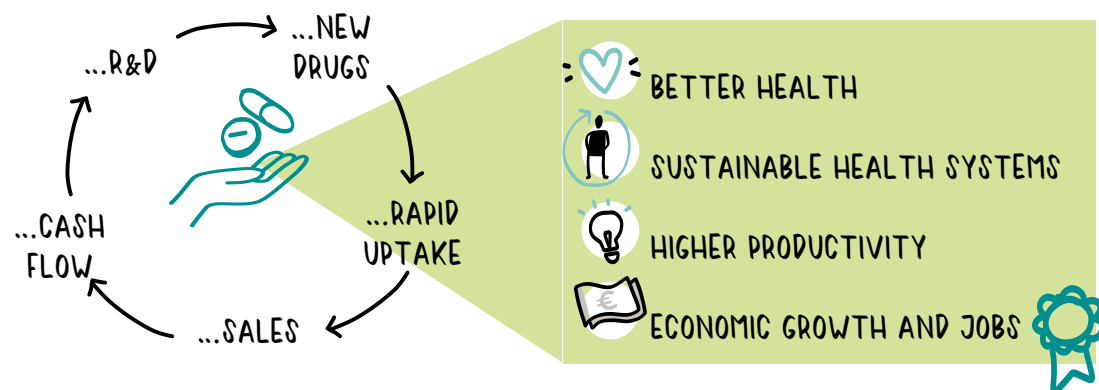 ...R&D
...NEW
DRUGS
...RAPID
UPTAKE
...SALES
...CASH
FLOW
BETTER HEALTH
SUSTAINABLE HEALTH SYSTEMS
HIGHER PRODUCTIVITY
€
ECONOMIC GROWTH AND JOBS